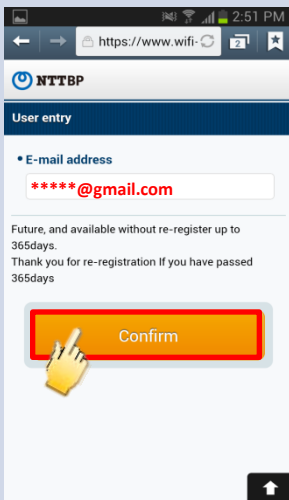 2:51 PM
https://www.wifi-
2
NTTBP
User entry
• E-mail address
*****@gmail.com
Future, and available without re-register up to
365days.
Thank you for re-registration If you have passed
365days
Confirm